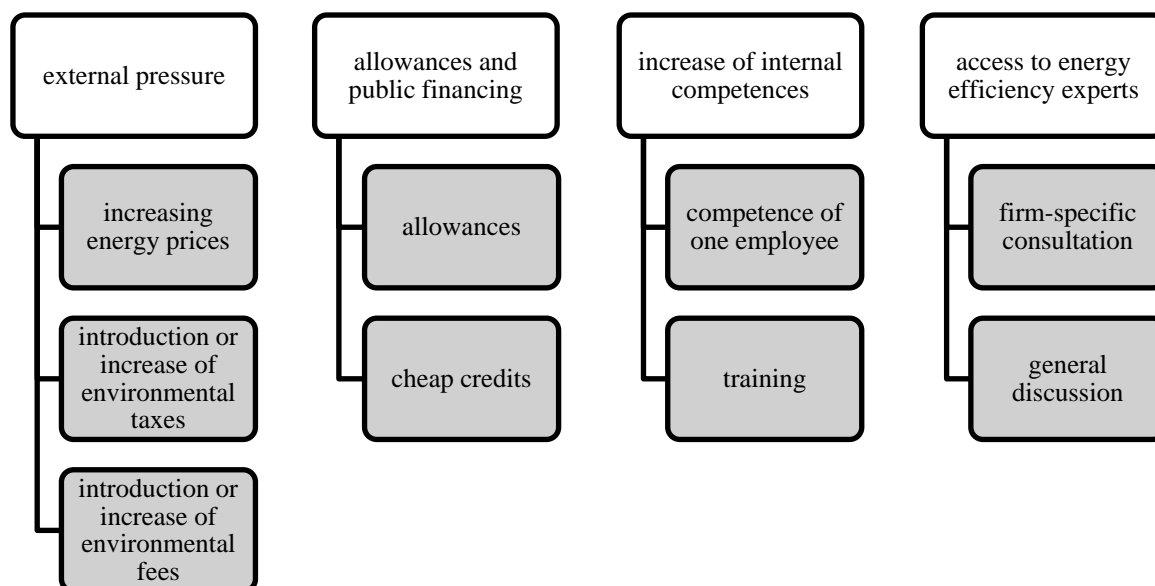 external pressure
increasing
energy prices
introduction or
increase of
environmental
taxes
introduction or
increase of
environmental
fees
allowances and
public financing
allowances
cheap credits
increase of internal
competences
competence of
one employee
training
access to energy
efficiency experts
firm-specific
consultation
general
discussion